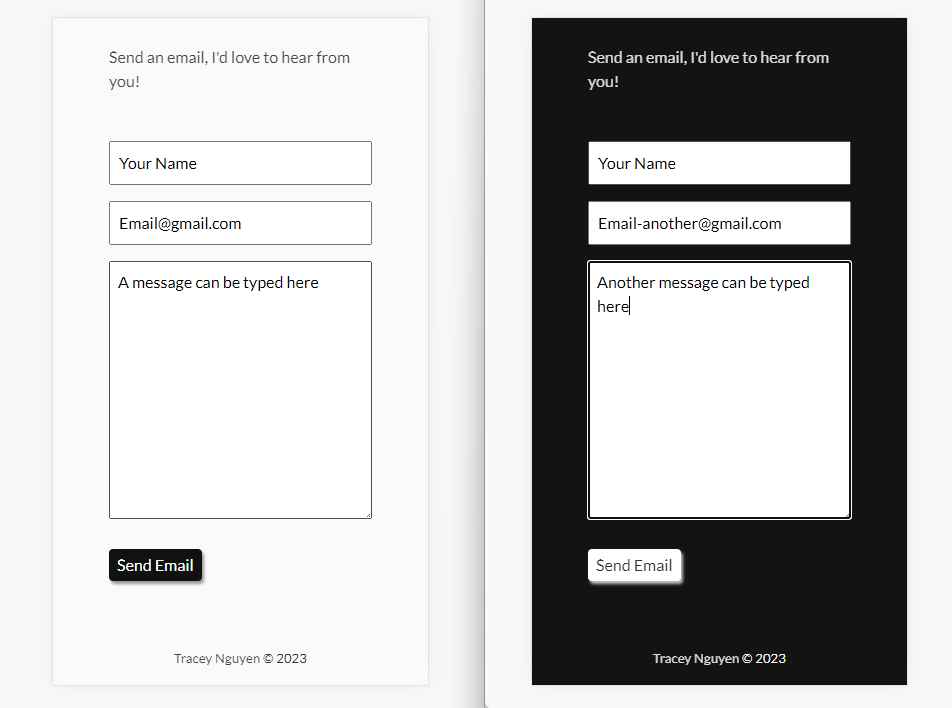 Send an email, I'd love to hear from
you!
Your Name
Email@gmail.com
A message can be typed here
Send Email
Tracey Nguyen © 2023
Send an email, I'd love to hear from
you!
Your Name
Email-another@gmail.com
Another message can be typed
here
Send Email
Tracey Nguyen © 2023